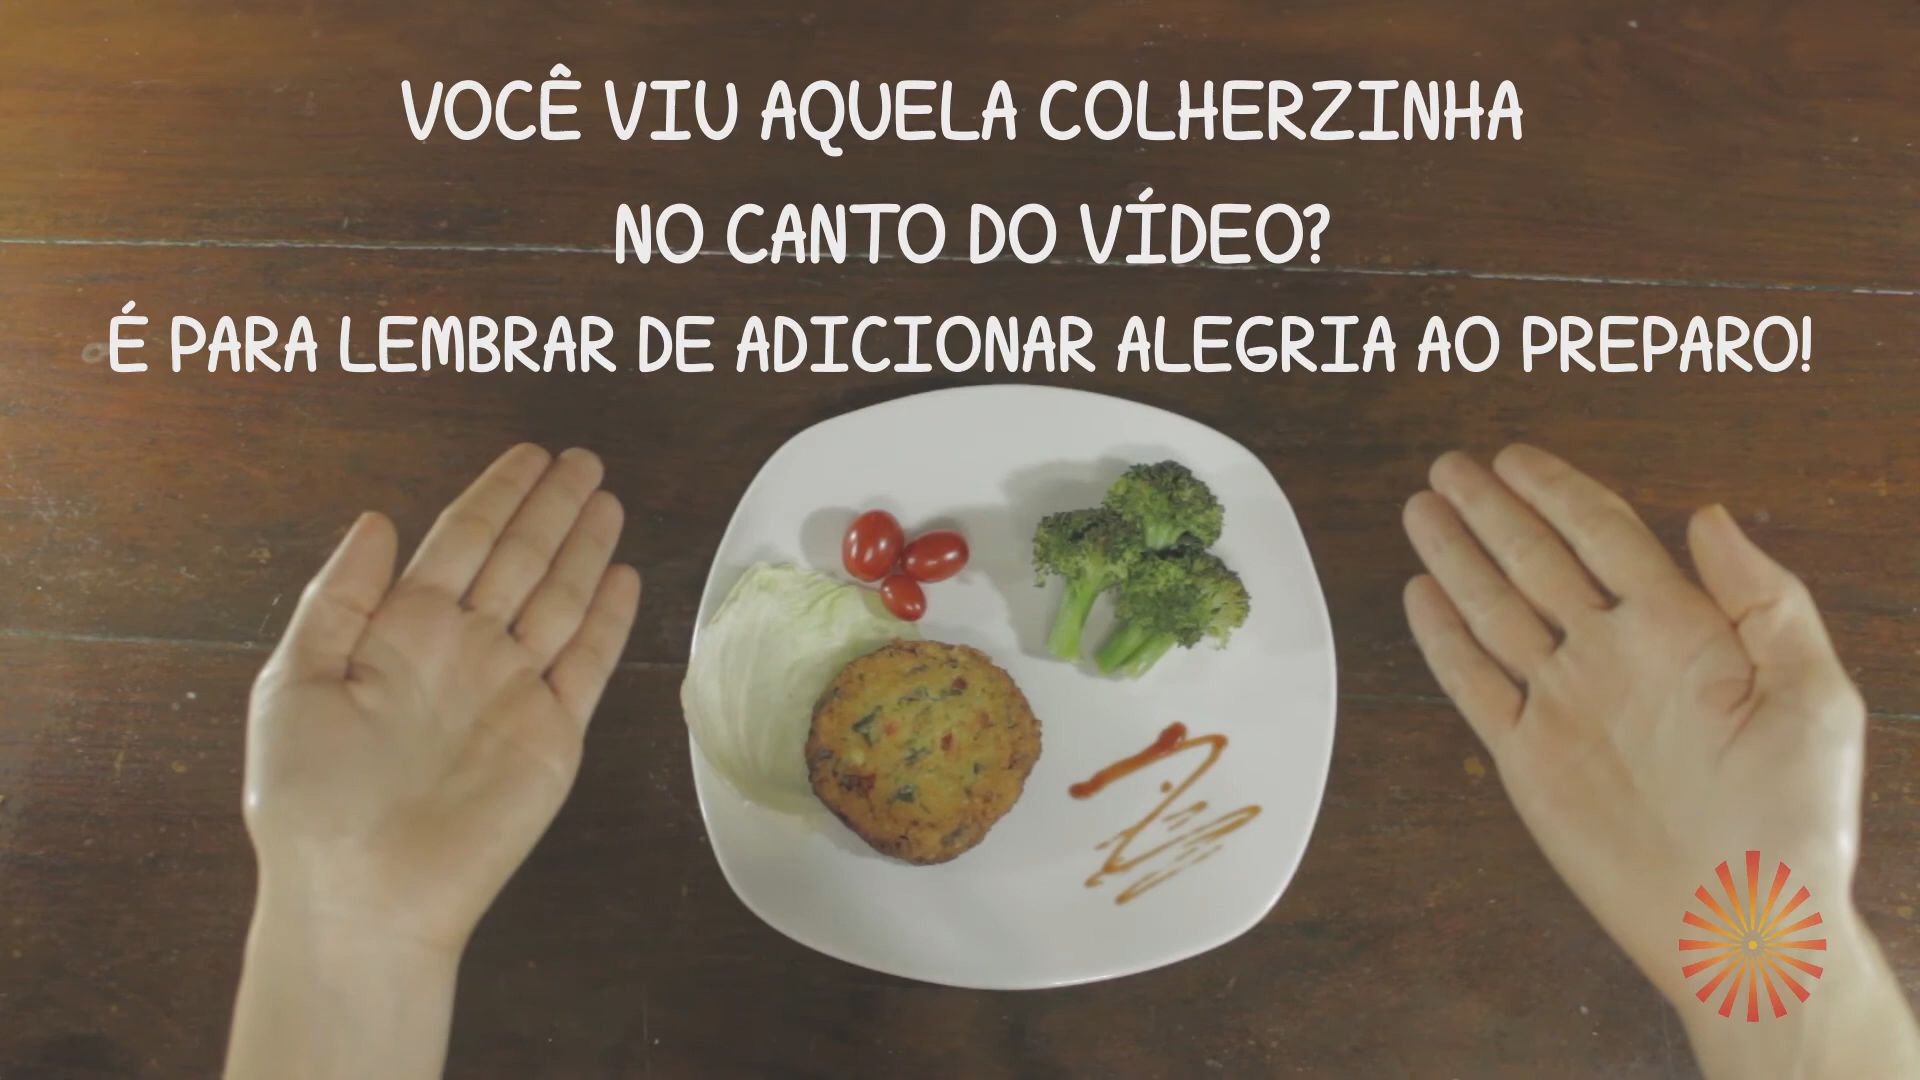 VOCÊ VIU AQUELA COLHERZINHA
NO CANTO DO VÍDEO?
É PARA LEMBRAR DE ADICIONAR ALEGRIA AO PREPARO!